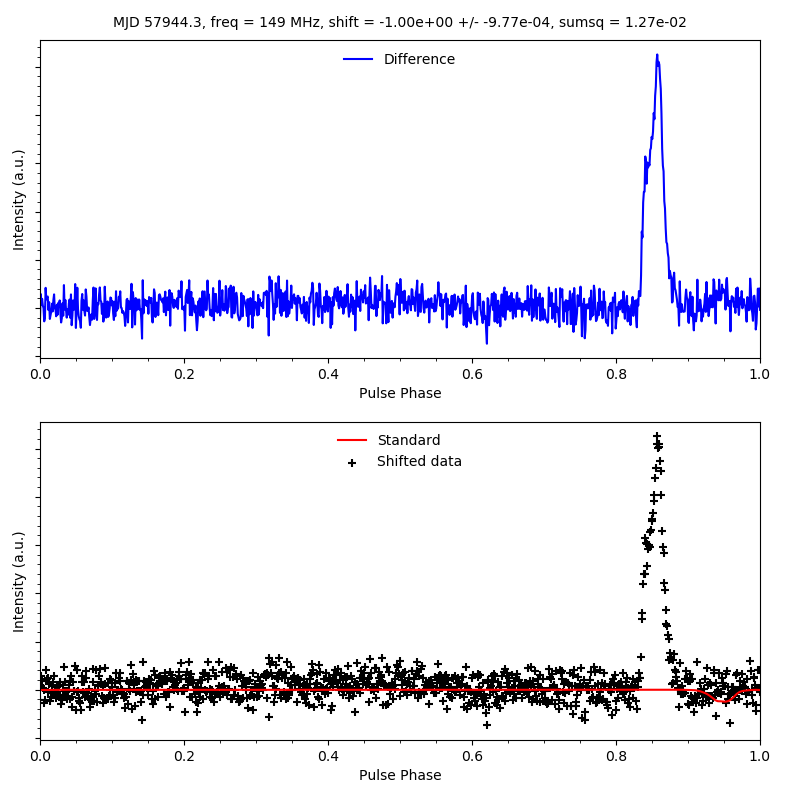 MJD 57944.3, freq = 149 MHz, shift = -1.00e+00 +/- -9.77e-04, sumsq = 1.27e-02
Difference
Intensity (a.u.)
0.0 0.2 0.4 0.6 0.8 1.0
Pulse Phase
Standard
Shifted data
Intensity (a.u.)
0.0 0.2 0.4 0.6 0.8 1.0
Pulse Phase